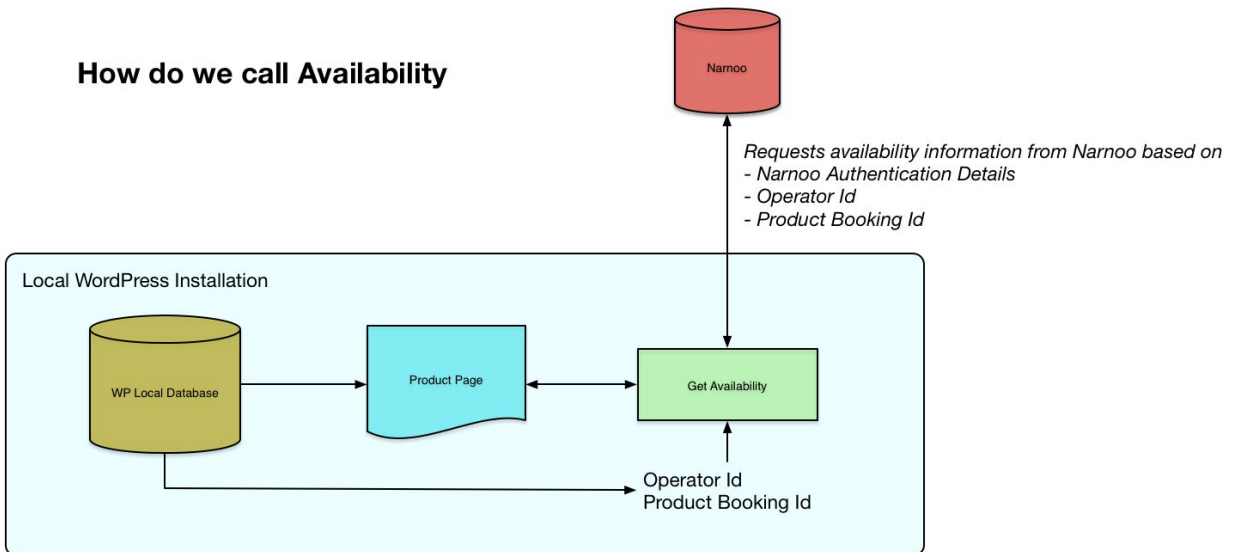 How do we call Availability
Narnoo
Requests availability information from Narnoo based on
- Narnoo Authentication Details
- Operator Id
- Product Booking Id
Local WordPress Installation
WP Local Database
Product Page
Get Availability
Operator Id
Product Booking Id